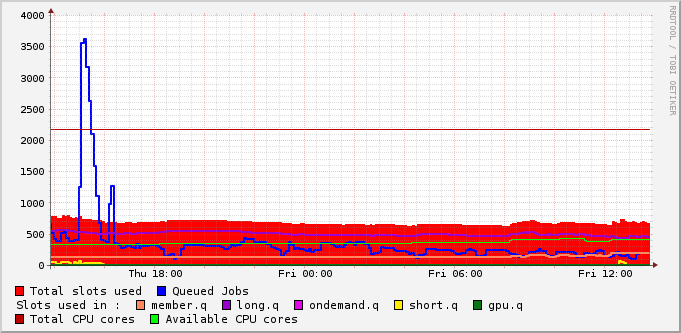 RRDTOOL / TOBI OETIKER
4000
3500
3000
2500
2000
1500
1000
500
0
Thu 18:00 Fri 00:00 Fri 06:00 Fri 12:00
Total slots used Queued Jobs
Slots used in : member.q long.q ondemand.q short.q gpu.q
Total CPU cores Available CPU cores